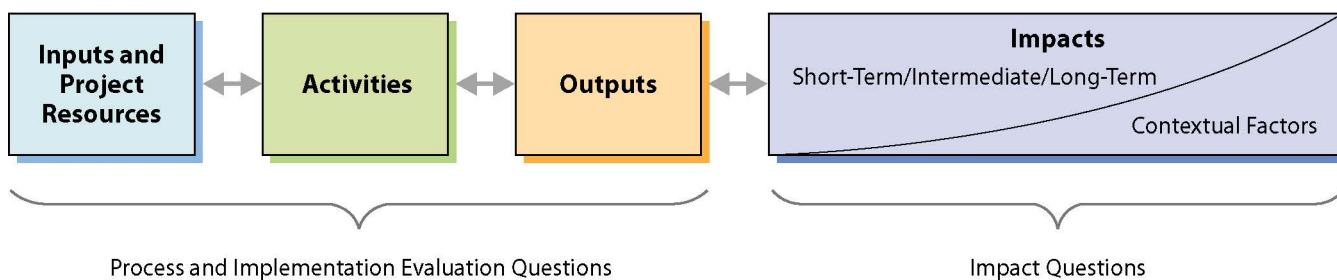 Inputs and
Project
Resources
Activities
Outputs
Impacts
Short-Term/Intermediate/Long-Term
Contextual Factors
Process and Implementation Evaluation Questions
Impact Questions